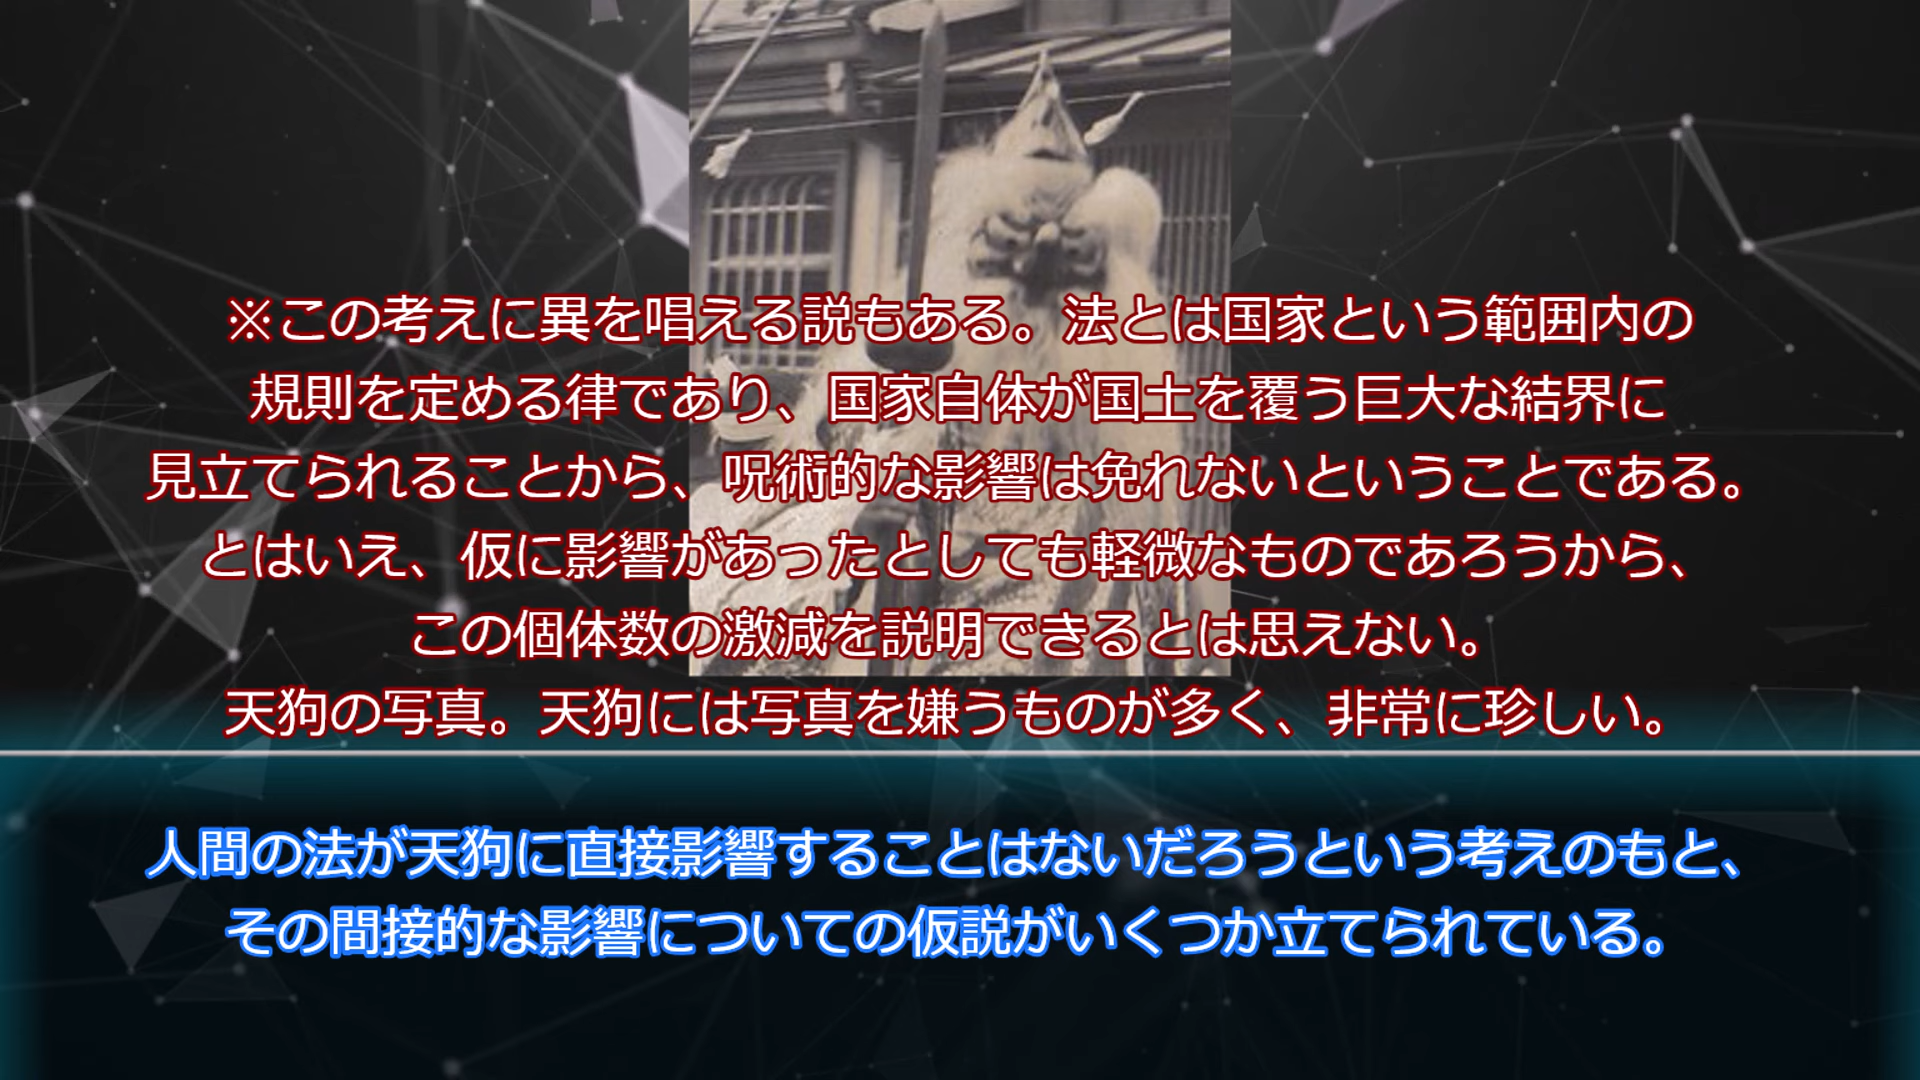 ※この考えに異を唱える説もある。法とは国家という範囲内の
規則を定める律であり、国家自体が国土を覆う巨大な結界に
見立てられることから、呪術的な影響は免れないということである。
とはいえ、仮に影響があったとしても軽微なものであろうから、
この個体数の激減を説明できるとは思えない。
天狗の写真。天狗には写真を嫌うものが多く、非常に珍しい。
人間の法が天狗に直接影響することはないだろうという考えのもと、
その間接的な影響についての仮説がいくつか立てられている。